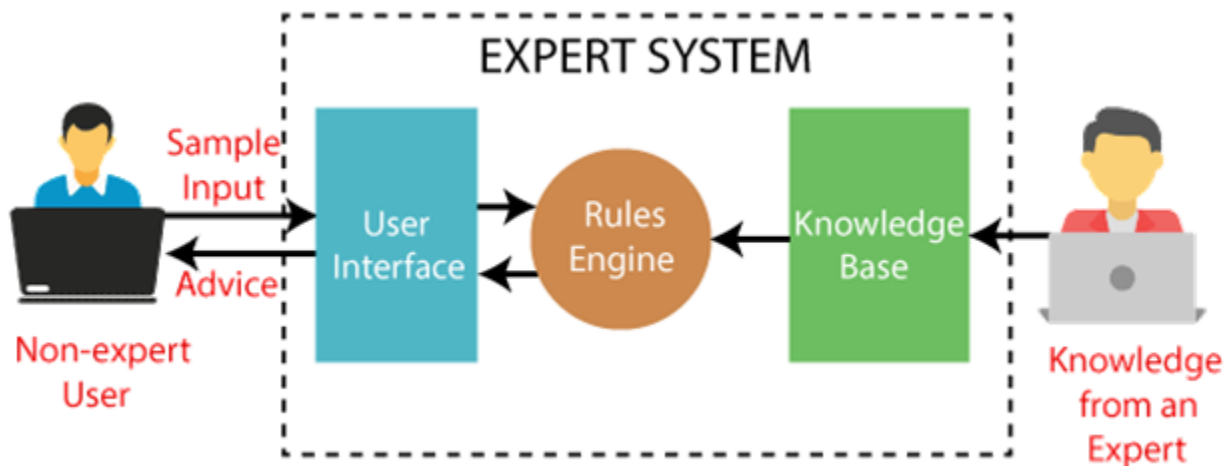 EXPERT SYSTEM
Sample
Input
Advice
Non-expert
User
User
Interface
Rules
Engine
Knowledge
Base
Knowledge
from an
Expert